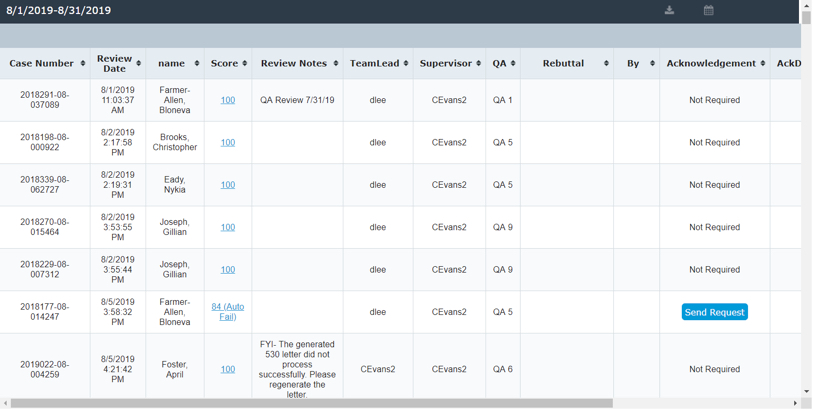 8/1/2019-8/31/2019
Case Number Review Date name Score Review Notes TeamLead Supervisor QA Rebuttal By Acknowledgement AckD
2018291-08-037089 8/1/2019 11:03:37 AM Farmer-Allen, Bloneva 100 QA Review 7/31/19 dlee CEvans2 QA 1 Not Required
2018198-08-000922 8/2/2019 2:17:58 PM Brooks, Christopher 100 dlee CEvans2 QA 5 Not Required
2018339-08-062727 8/2/2019 2:19:31 PM Eady, Nykia 100 dlee CEvans2 QA 5 Not Required
2018270-08-015464 8/2/2019 3:53:55 PM Joseph, Gillian 100 dlee CEvans2 QA 9 Not Required
2018229-08-007312 8/2/2019 3:55:44 PM Joseph, Gillian 100 dlee CEvans2 QA 9 Not Required
2018177-08-014247 8/5/2019 3:58:32 PM Farmer-Allen, Bloneva 84 (Auto Fail) dlee CEvans2 QA 5 Send Request
2019022-08-004259 8/5/2019 4:21:42 PM Foster, April 100 FYI- The generated 530 letter did not process successfully. Please regenerate the letter. CEvans2 CEvans2 QA 6 Not Required